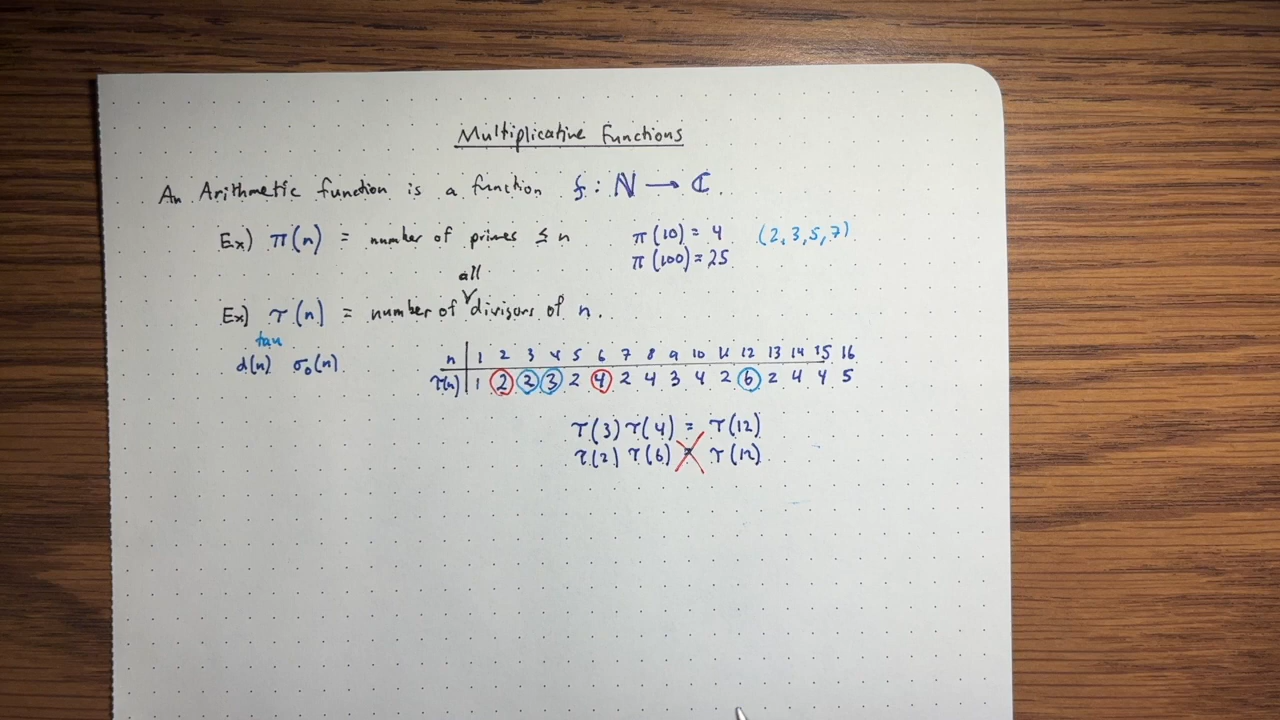 Multiplicative Functions
An Arithmetic function is a function f : ℕ → ℂ.
Ex) π(n) = number of primes ≤ n π(10) = 4 (2,3,5,7)
π(100) = 25
all
Ex) τ(n) = number of ∨ divisors of n.
tau
d(n) σ₀(n)
n | 1 2 3 4 5 6 7 8 9 10 11 12 13 14 15 16
τ(n) | 1 2 2 3 2 4 2 4 3 4 2 6 2 4 4 5
τ(3) τ(4) = τ(12)
τ(2) τ(6) = τ(12)